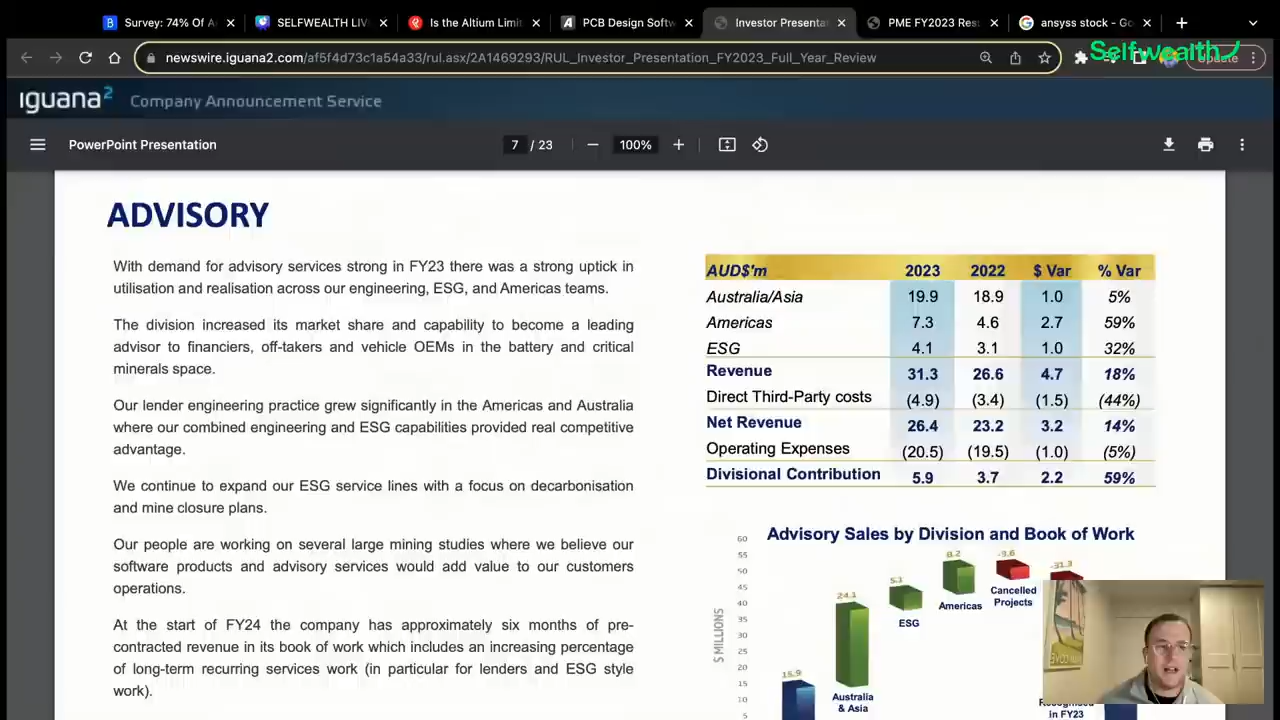 Survey: 74% Of A
SELFWEALTH LIV
Is the Altium Limit
PCB Design Softw
Investor Presenta
PME FY2023 Res
ansyss stock - Go
newswire.iguana2.com/af5f4d73c1a54a33/rul.asx/2A1469293/RUL_Investor_Presentation_FY2023_Full_Year_Review
Selfwealth
Update
iguana2 Company Announcement Service
PowerPoint Presentation
7 / 23
100%
ADVISORY
With demand for advisory services strong in FY23 there was a strong uptick in
utilisation and realisation across our engineering, ESG, and Americas teams.
The division increased its market share and capability to become a leading
advisor to financiers, off-takers and vehicle OEMs in the battery and critical
minerals space.
Our lender engineering practice grew significantly in the Americas and Australia
where our combined engineering and ESG capabilities provided real competitive
advantage.
We continue to expand our ESG service lines with a focus on decarbonisation
and mine closure plans.
Our people are working on several large mining studies where we believe our
software products and advisory services would add value to our customers
operations.
At the start of FY24 the company has approximately six months of pre-
contracted revenue in its book of work which includes an increasing percentage
of long-term recurring services work (in particular for lenders and ESG style
work).
AUD$'m 2023 2022 $ Var % Var
Australia/Asia 19.9 18.9 1.0 5%
Americas 7.3 4.6 2.7 59%
ESG 4.1 3.1 1.0 32%
Revenue 31.3 26.6 4.7 18%
Direct Third-Party costs (4.9) (3.4) (1.5) (44%)
Net Revenue 26.4 23.2 3.2 14%
Operating Expenses (20.5) (19.5) (1.0) (5%)
Divisional Contribution 5.9 3.7 2.2 59%
Advisory Sales by Division and Book of Work
$ MILLIONS
60
55
50
45
40
35
30
25
20
15
10
5
15.9
24.1
Australia
& Asia
5.1
ESG
8.2
Americas
-9.6
Cancelled
Projects
-31.3
in FY23